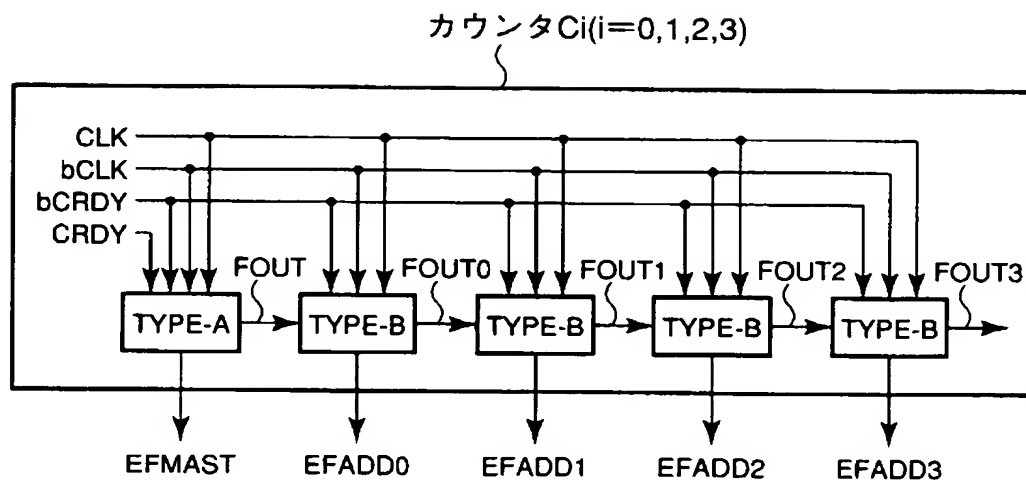 カウンタCi(i=0,1,2,3)
CLK
bCLK
bCRDY
CRDY
FOUT
FOUT0
FOUT1
FOUT2
FOUT3
TYPE-A
TYPE-B
TYPE-B
TYPE-B
TYPE-B
EFMAST
EFADD0
EFADD1
EFADD2
EFADD3